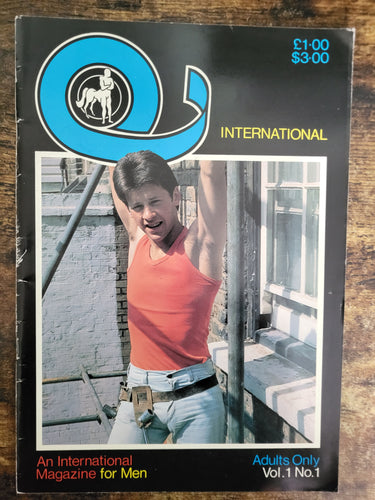 £1·00
$3·00
Q
INTERNATIONAL
An International
Magazine for Men
Adults Only
Vol.1 No.1